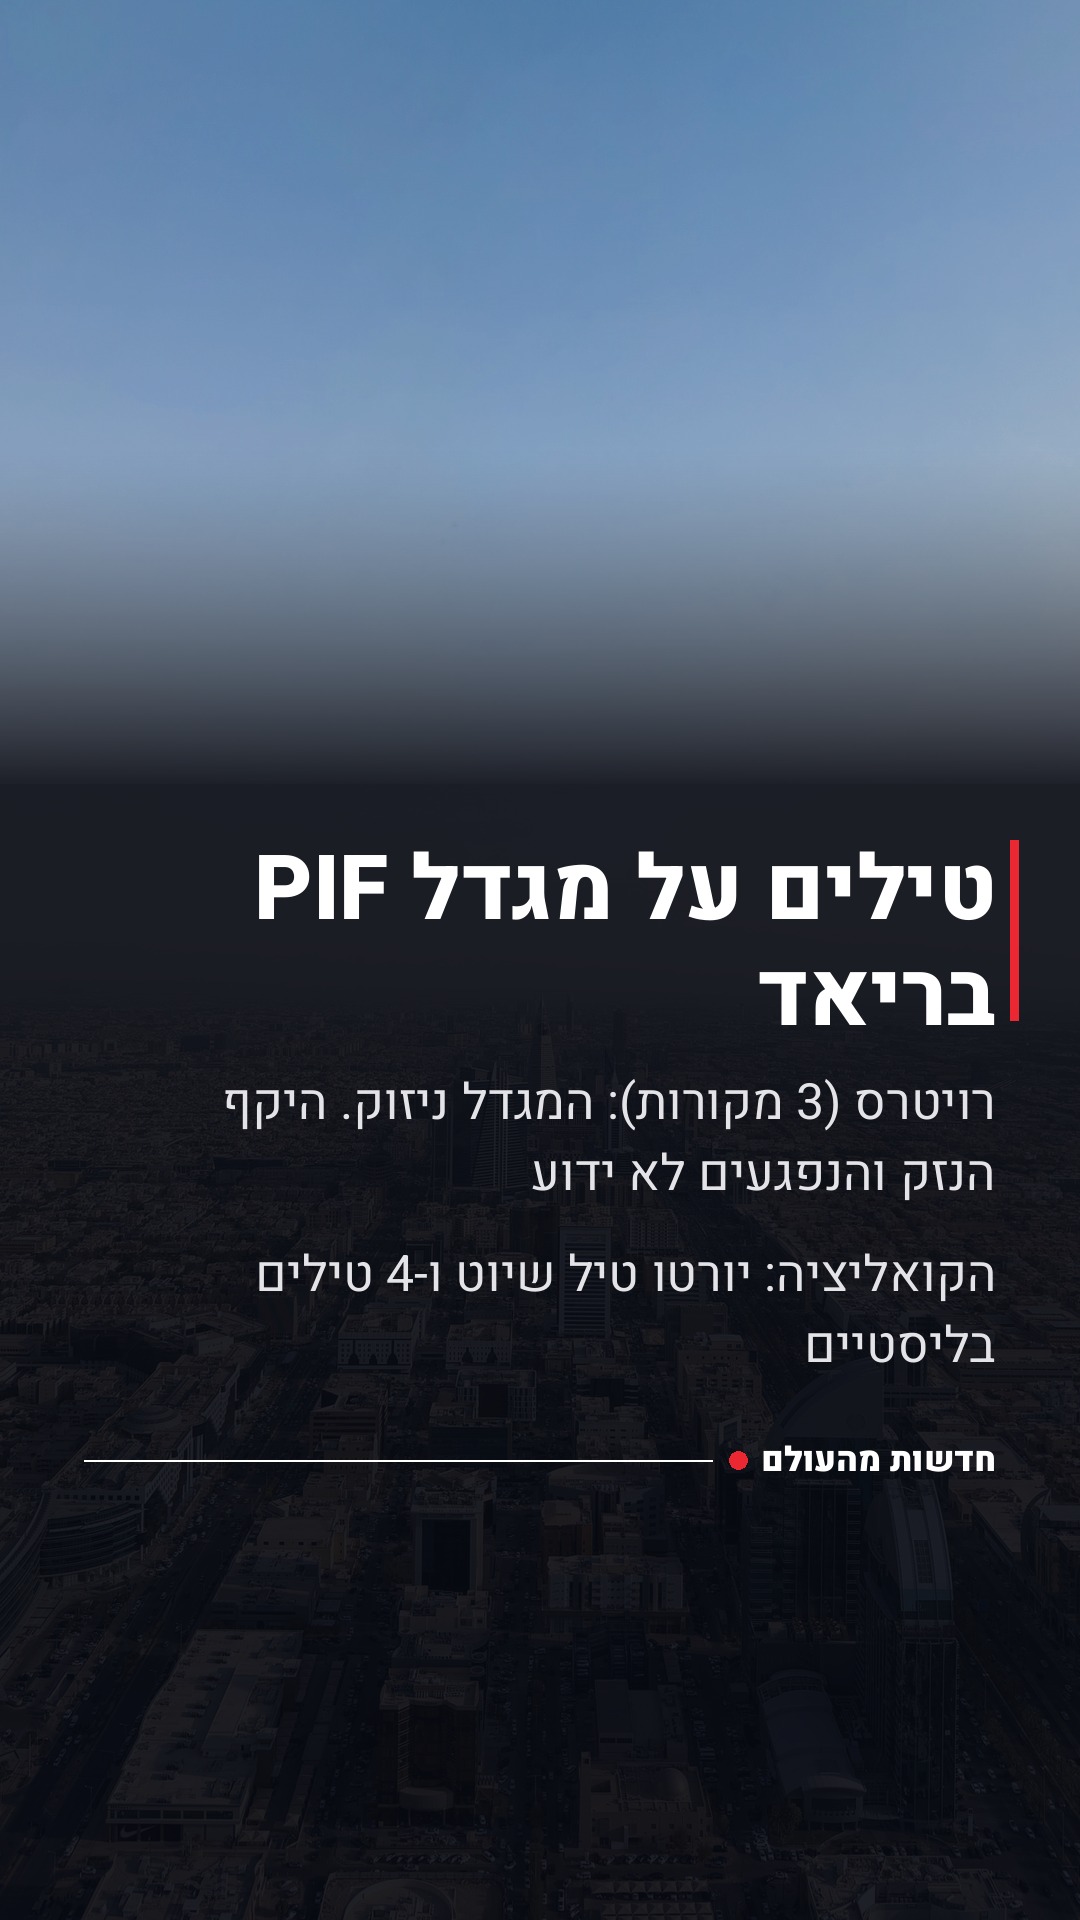 טילים על מגדל PIF
בריאד
רויטרס (3 מקורות): המגדל ניזוק. היקף
הנזק והנפגעים לא ידוע
הקואליציה: יורטו טיל שיוט ו-4 טילים
בליסטיים
חדשות מהעולם